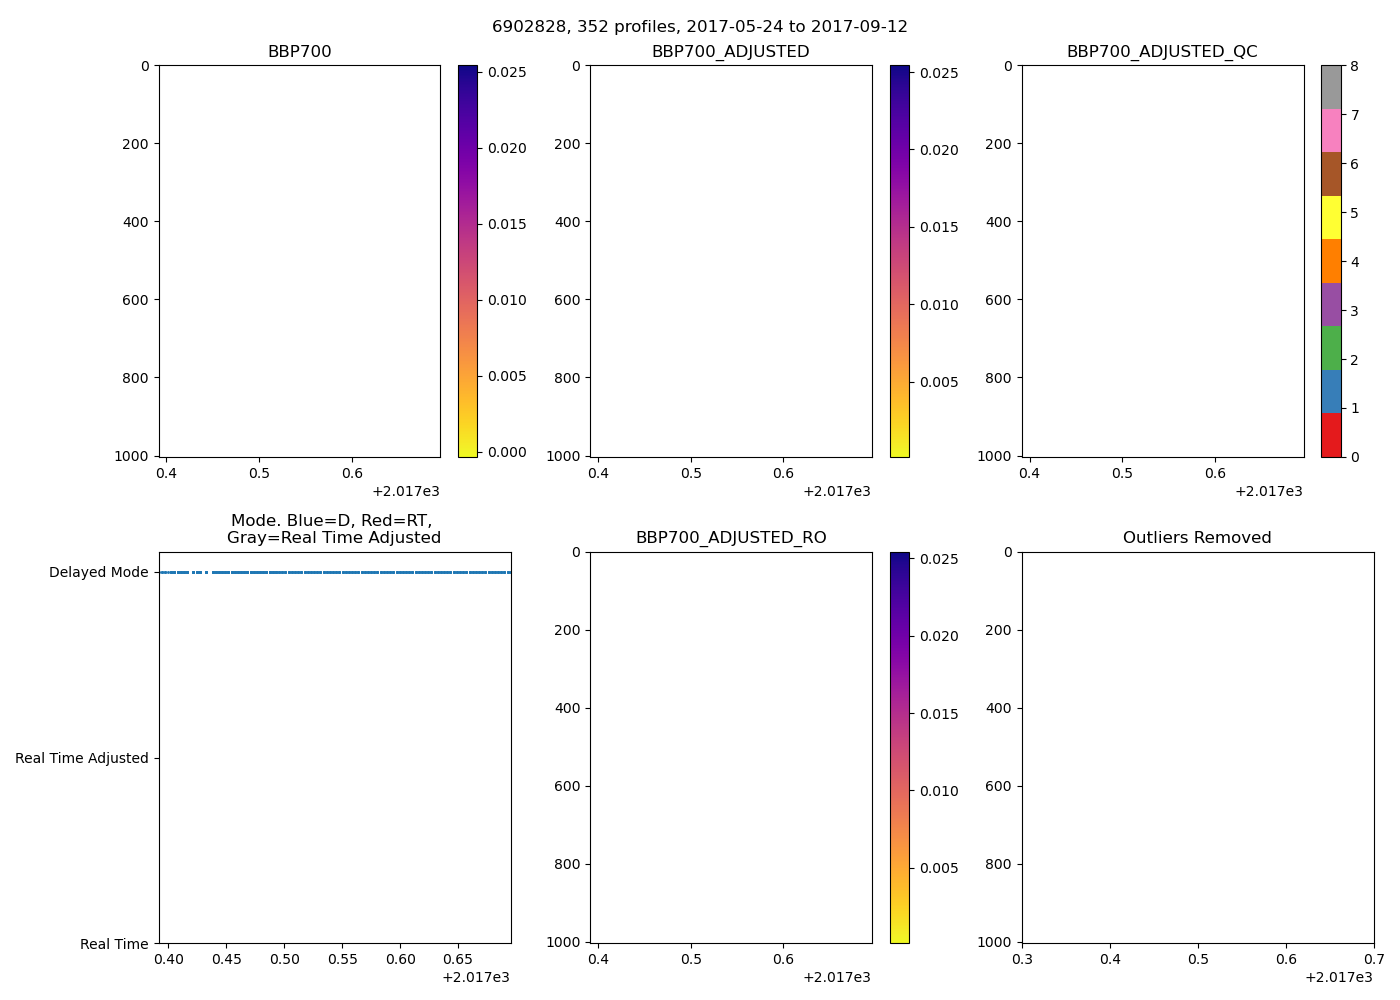 6902828, 352 profiles, 2017-05-24 to 2017-09-12
BBP700
0
200
400
600
800
1000
0.4 0.5 0.6
+2.017e3
0.025
0.020
0.015
0.010
0.005
0.000
BBP700_ADJUSTED
0
200
400
600
800
1000
0.4 0.5 0.6
+2.017e3
0.025
0.020
0.015
0.010
0.005
BBP700_ADJUSTED_QC
0
200
400
600
800
1000
0.4 0.5 0.6
+2.017e3
8
7
6
5
4
3
2
1
0
Mode. Blue=D, Red=RT,
Gray=Real Time Adjusted
Delayed Mode
Real Time Adjusted
Real Time
0.40 0.45 0.50 0.55 0.60 0.65
+2.017e3
BBP700_ADJUSTED_RO
0
200
400
600
800
1000
0.4 0.5 0.6
+2.017e3
0.025
0.020
0.015
0.010
0.005
Outliers Removed
0
200
400
600
800
1000
0.3 0.4 0.5 0.6 0.7
+2.017e3